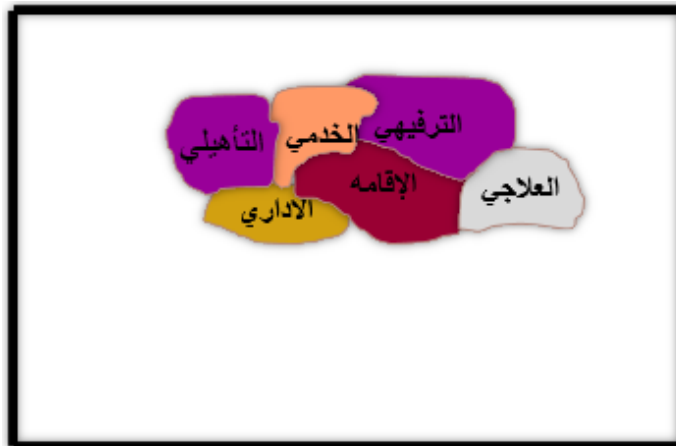 الترفيهي
الخدمي
التأهيلي
الإقامه
العلاجي
الاداري